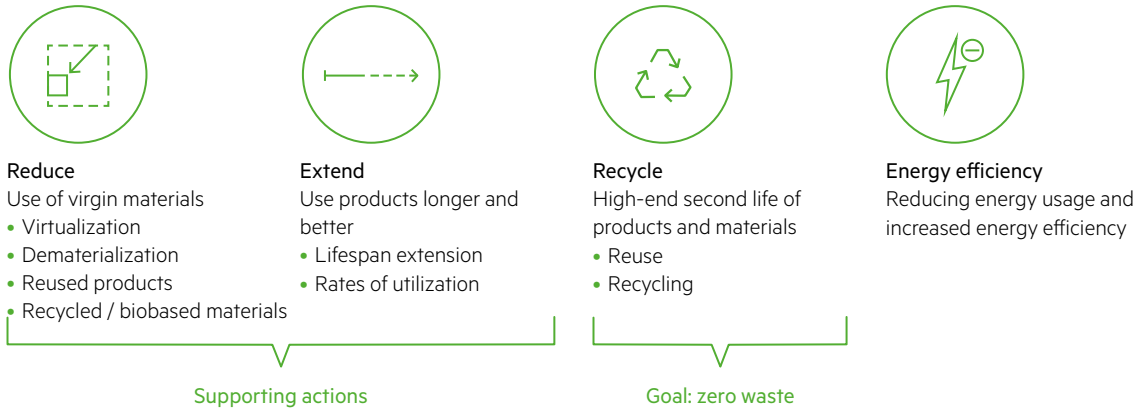 Reduce
Use of virgin materials
• Virtualization
• Dematerialization
• Reused products
• Recycled / biobased materials
Extend
Use products longer and
better
• Lifespan extension
• Rates of utilization
Recycle
High-end second life of
products and materials
• Reuse
• Recycling
Energy efficiency
Reducing energy usage and
increased energy efficiency
Supporting actions
Goal: zero waste